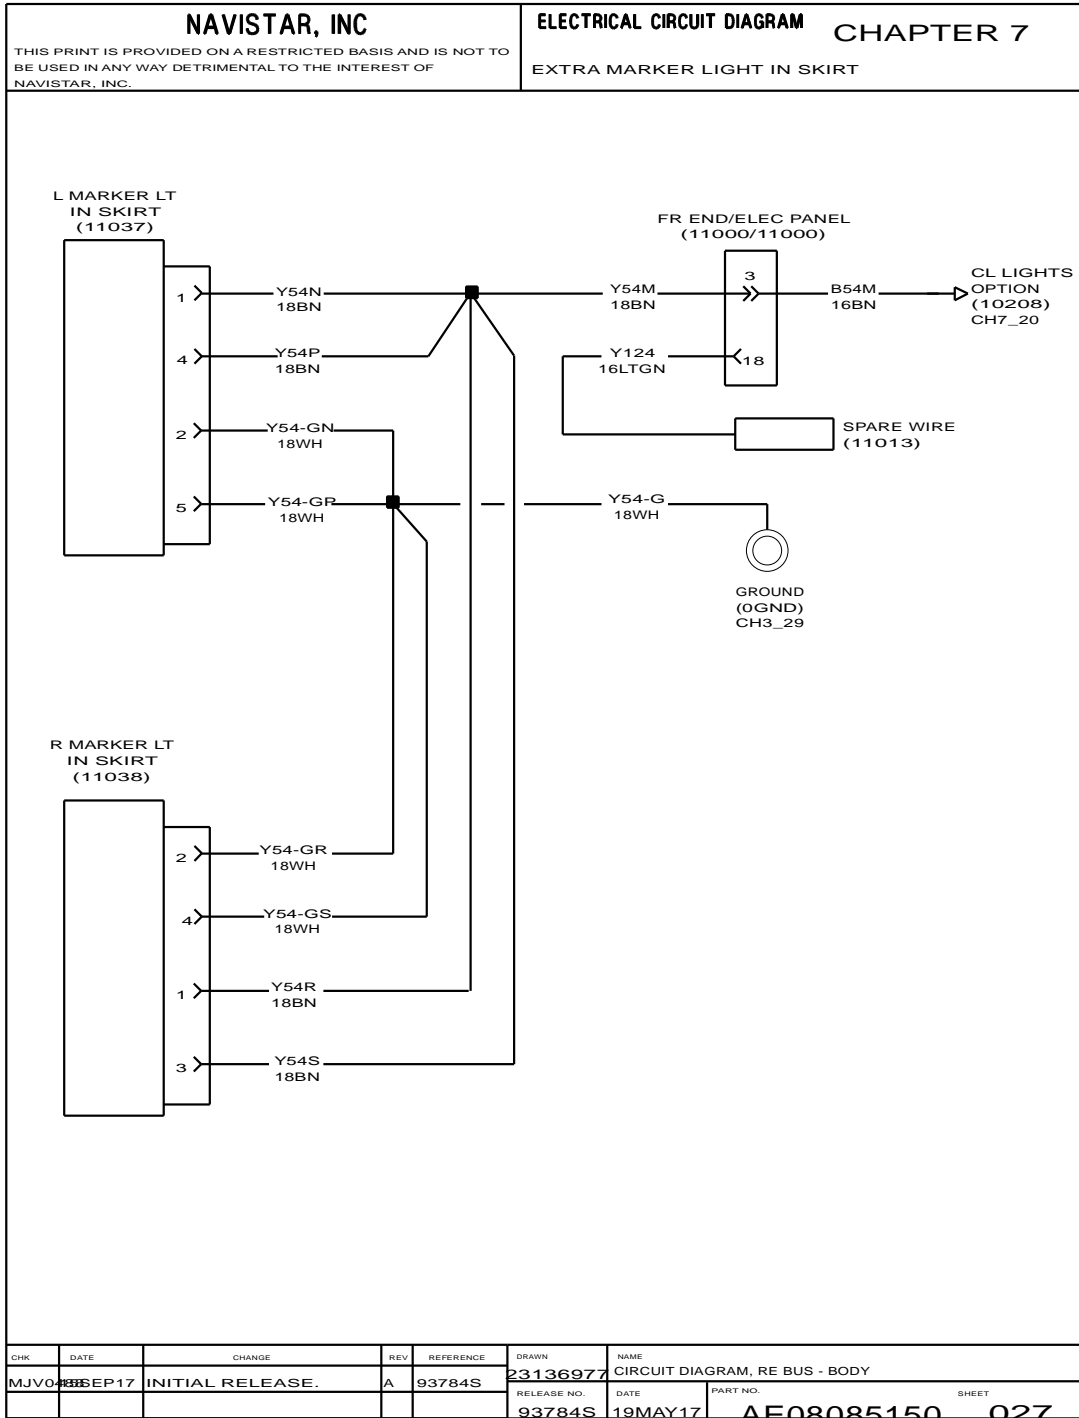 NAVISTAR, INC
THIS PRINT IS PROVIDED ON A RESTRICTED BASIS AND IS NOT TO
BE USED IN ANY WAY DETRIMENTAL TO THE INTEREST OF
NAVISTAR, INC.
ELECTRICAL CIRCUIT DIAGRAM
CHAPTER 7
EXTRA MARKER LIGHT IN SKIRT
L MARKER LT
IN SKIRT
(11037)
FR END/ELEC PANEL
(11000/11000)
1
Y54N
18BN
Y54M
18BN
3
B54M
16BN
CL LIGHTS
OPTION
(10208)
CH7_20
4
Y54P
18BN
Y124
16LTGN
18
2
Y54-GN
18WH
SPARE WIRE
(11013)
5
Y54-GP
18WH
Y54-G
18WH
GROUND
(0GND)
CH3_29
R MARKER LT
IN SKIRT
(11038)
2
Y54-GR
18WH
4
Y54-GS
18WH
1
Y54R
18BN
3
Y54S
18BN
CHK
DATE
CHANGE
REV
REFERENCE
DRAWN
NAME
INITIAL RELEASE.
A
93784S
23136977
CIRCUIT DIAGRAM, RE BUS - BODY
RELEASE NO.
DATE
PART NO.
SHEET
93784S
19MAY17
AE08085150
027